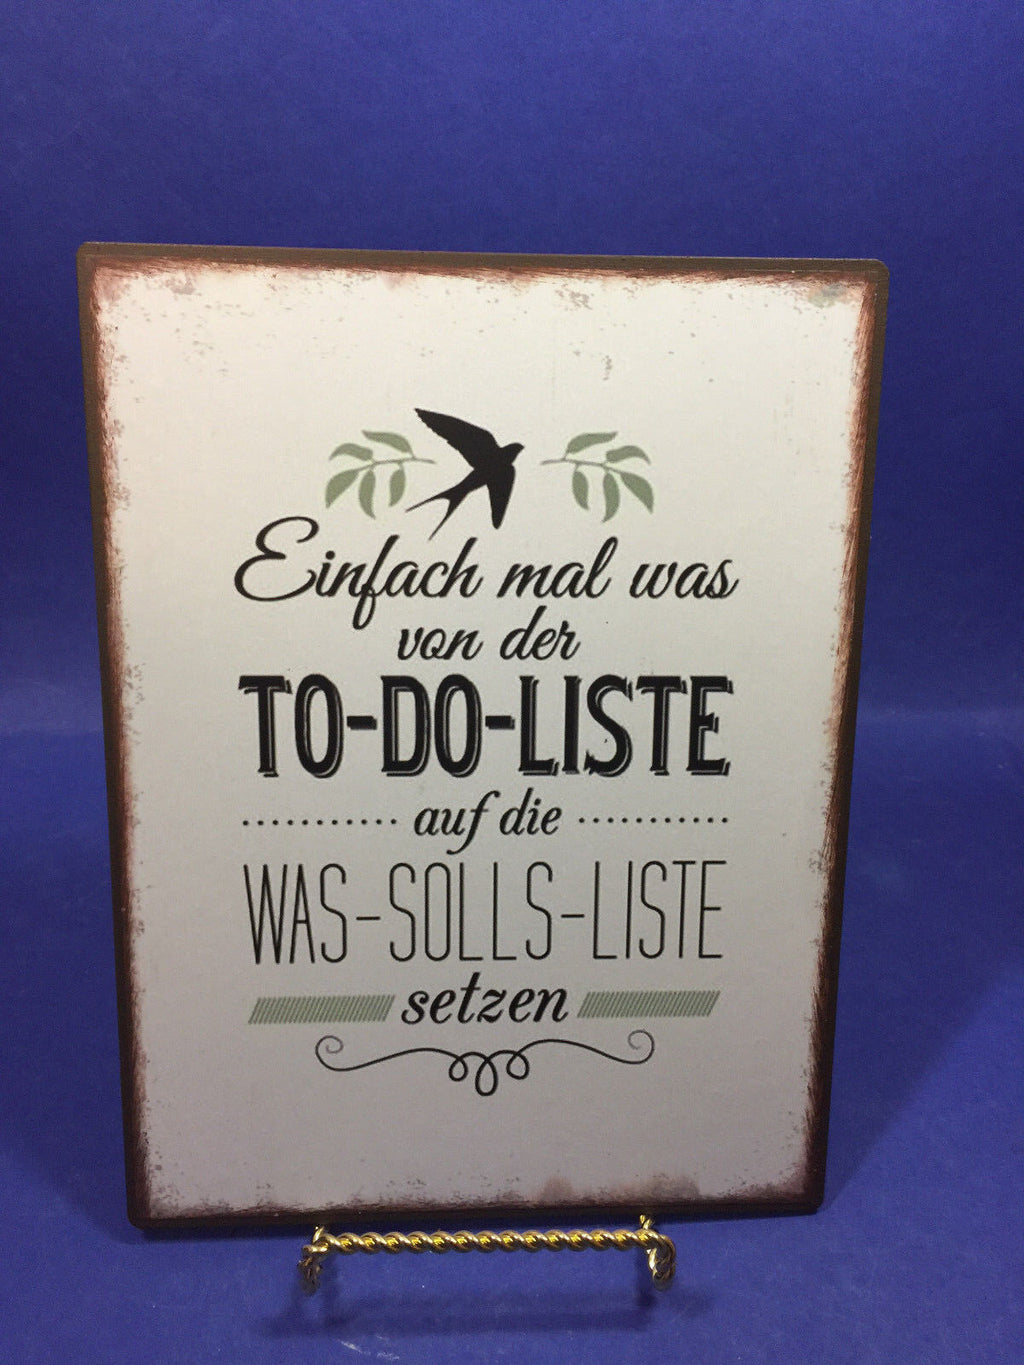 Einfach mal was
von der
TO-DO-LISTE
auf die
WAS-SOLLS-LISTE
setzen